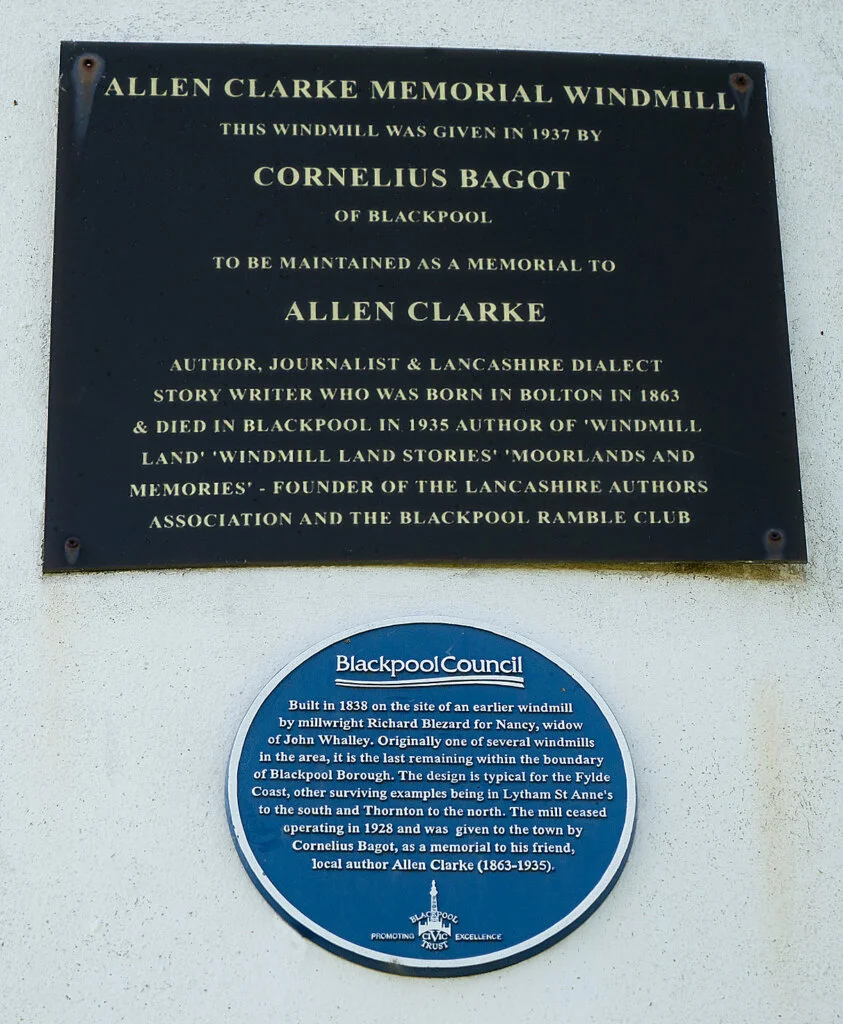 ALLEN CLARKE MEMORIAL WINDMILL
THIS WINDMILL WAS GIVEN IN 1937 BY
CORNELIUS BAGOT
OF BLACKPOOL
TO BE MAINTAINED AS A MEMORIAL TO
ALLEN CLARKE
AUTHOR, JOURNALIST & LANCASHIRE DIALECT
STORY WRITER WHO WAS BORN IN BOLTON IN 1863
& DIED IN BLACKPOOL IN 1935 AUTHOR OF 'WINDMILL
LAND' 'WINDMILL LAND STORIES' 'MOORLANDS AND
MEMORIES' - FOUNDER OF THE LANCASHIRE AUTHORS
ASSOCIATION AND THE BLACKPOOL RAMBLE CLUB
Blackpool Council
Built in 1838 on the site of an earlier windmill
by millwright Richard Blezard for Nancy, widow
of John Whalley. Originally one of several windmills
in the area, it is the last remaining within the boundary
of Blackpool Borough. The design is typical for the Fylde
Coast, other surviving examples being in Lytham St Anne's
to the south and Thornton to the north. The mill ceased
operating in 1928 and was given to the town by
Cornelius Bagot, as a memorial to his friend,
local author Allen Clarke (1863-1935).
BLACKPOOL
PROMOTING CIVIC EXCELLENCE
TRUST